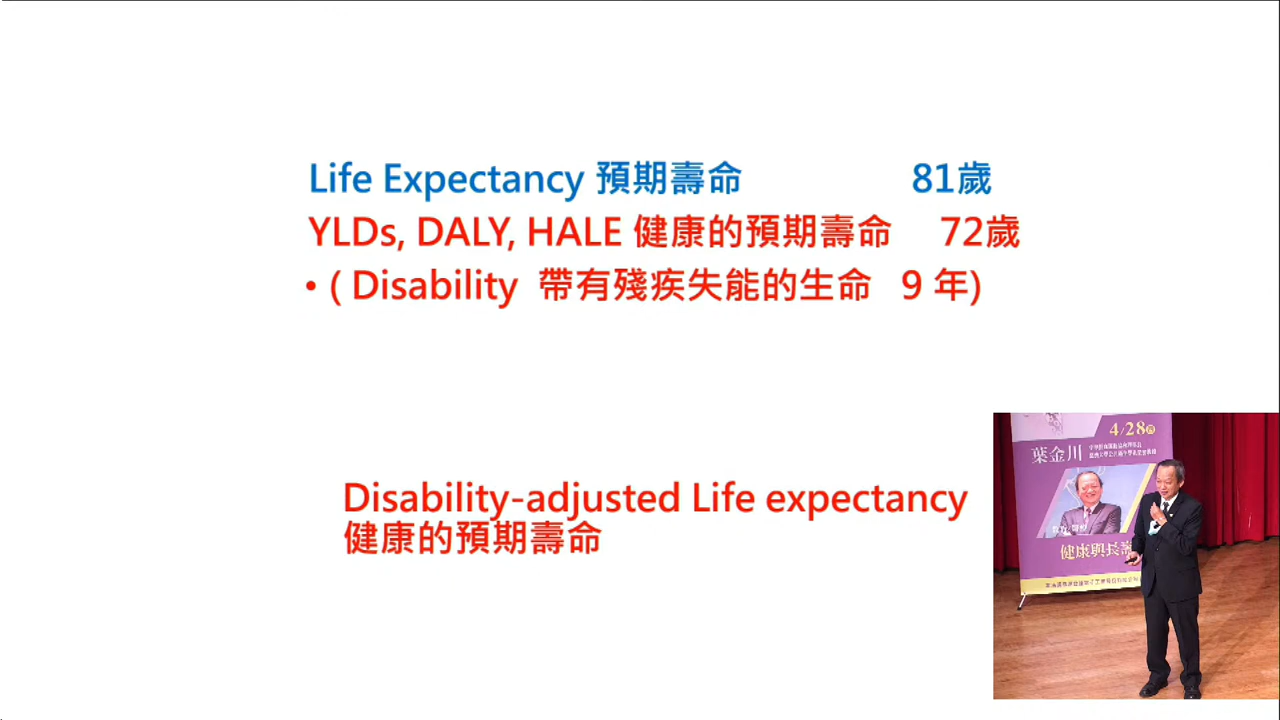 Life Expectancy 預期壽命 81歲
YLDs, DALY, HALE 健康的預期壽命 72歲
• ( Disability 帶有殘疾失能的生命 9 年)
Disability-adjusted Life expectancy
健康的預期壽命
4/28
葉金川
健康與長壽